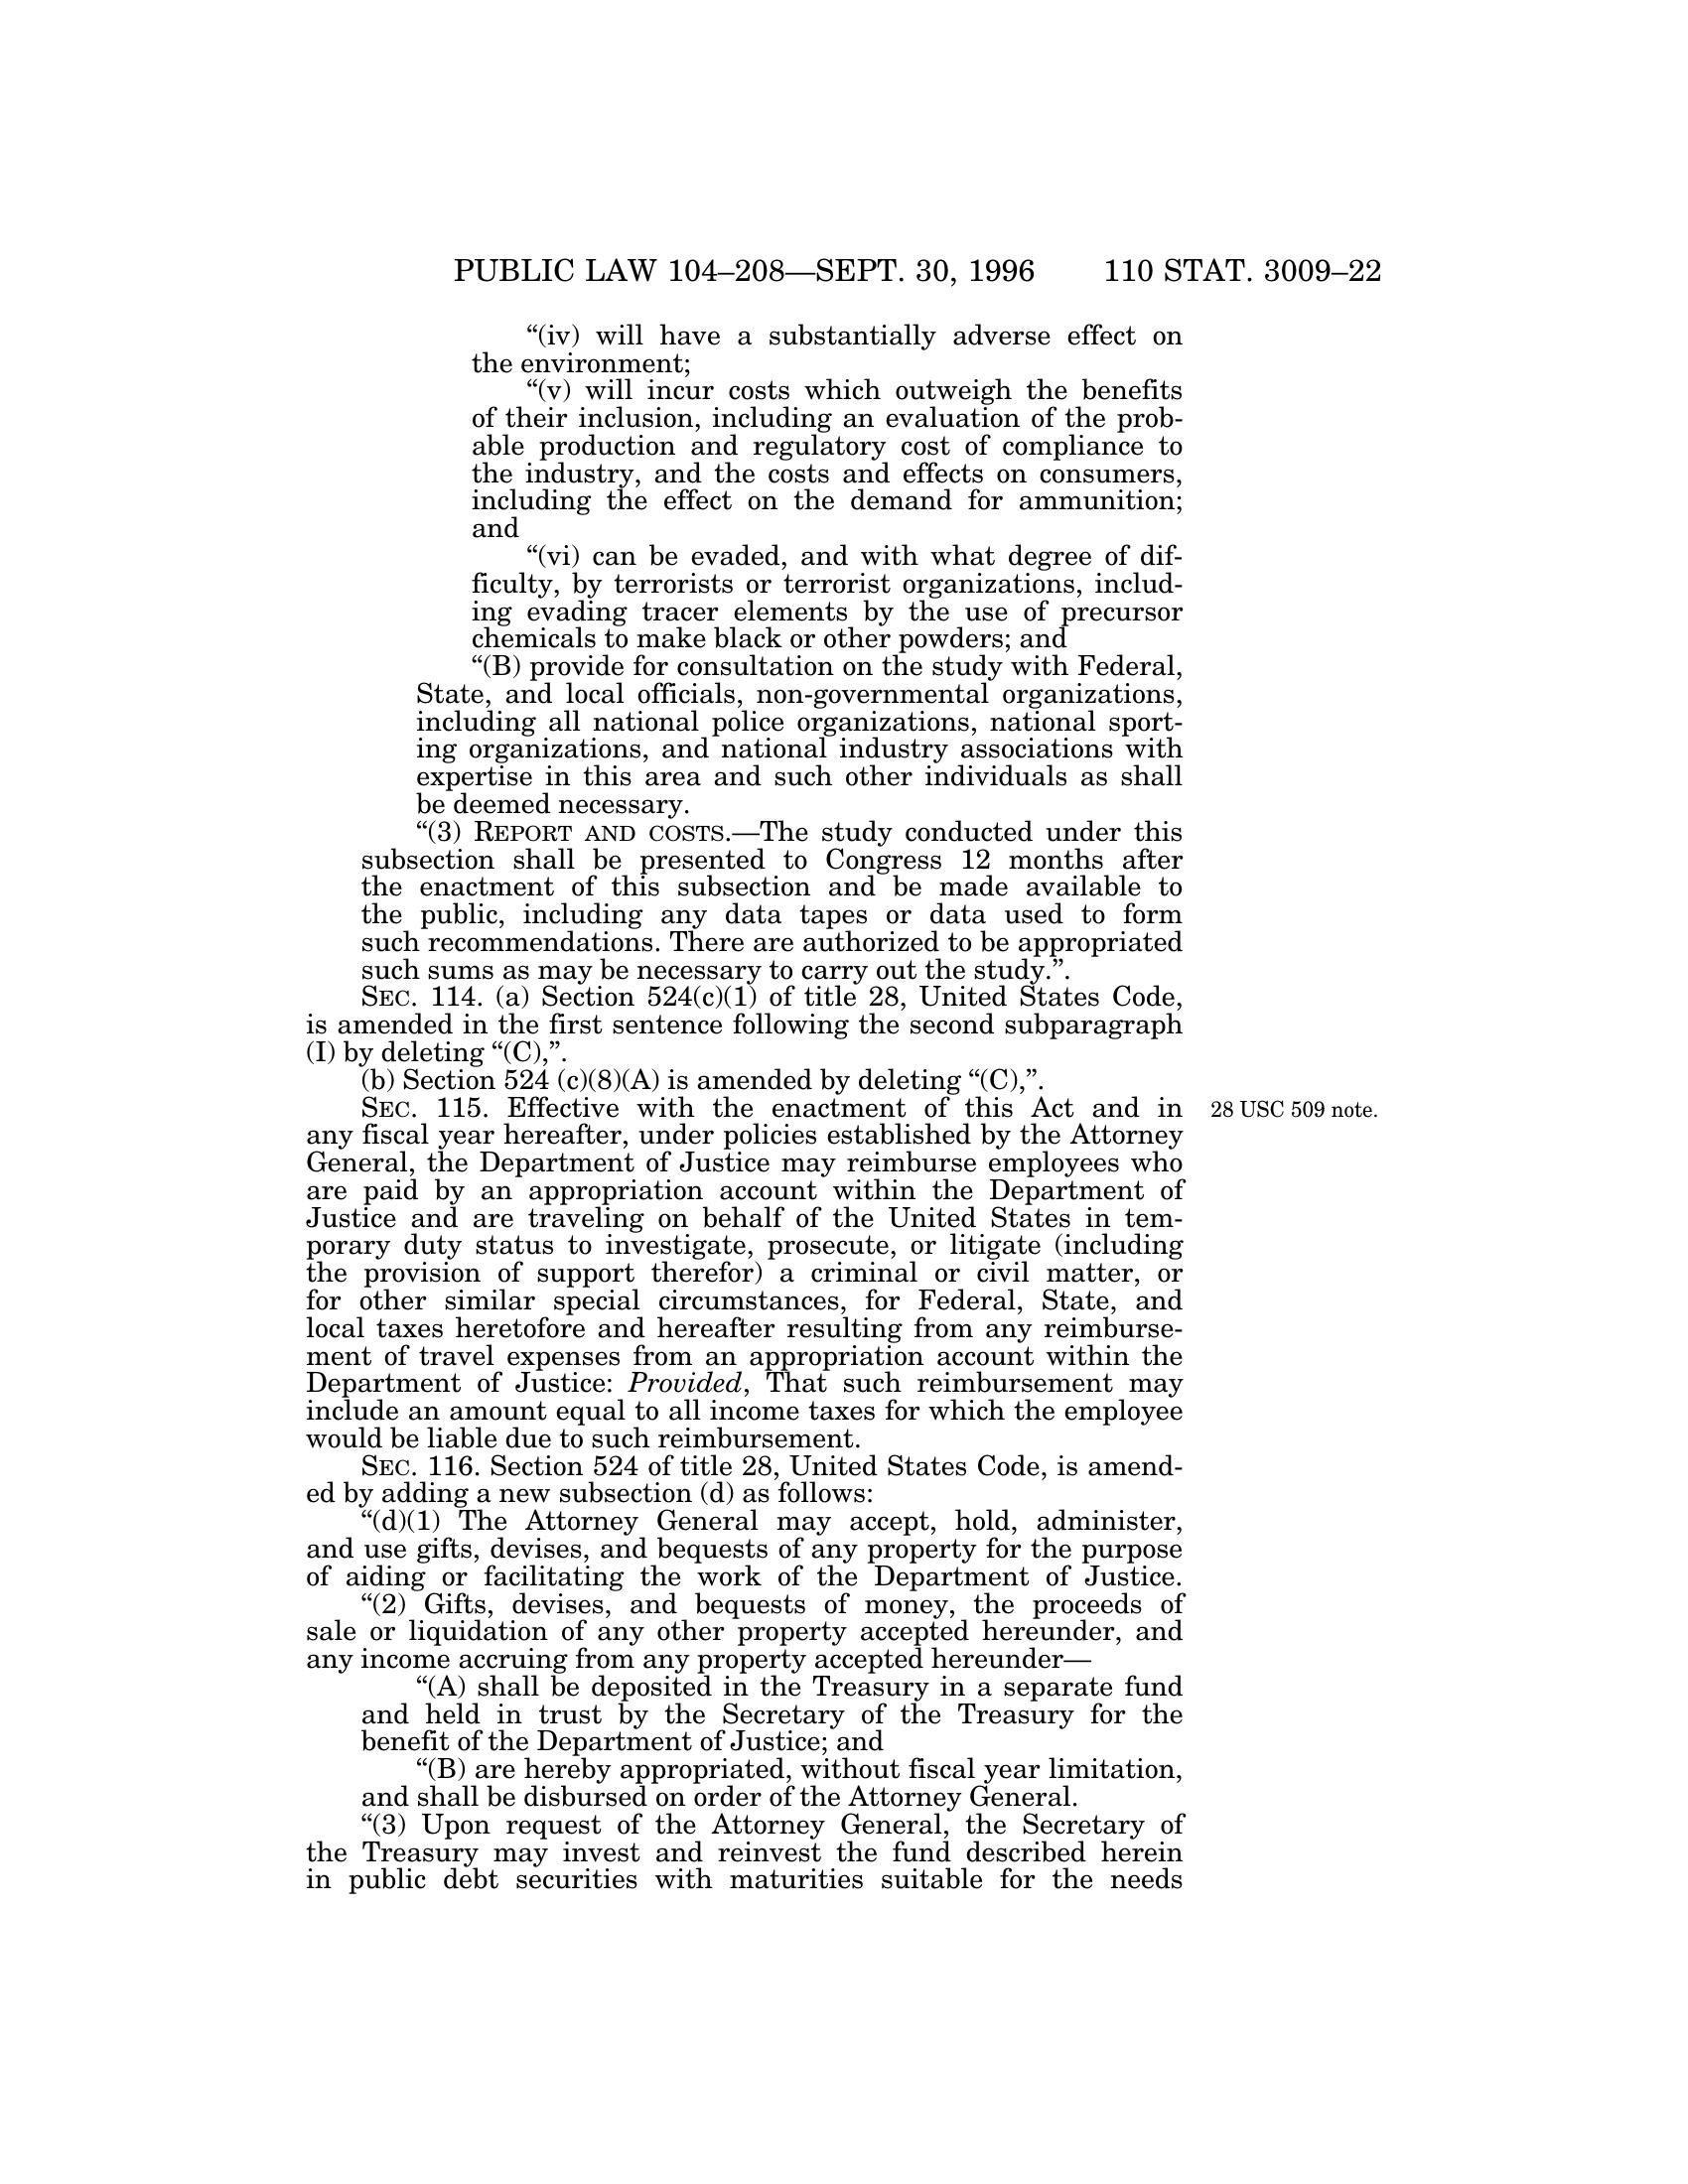 PUBLIC LAW 104–208—SEPT. 30, 1996 110 STAT. 3009–22
“(iv) will have a substantially adverse effect on
the environment;
“(v) will incur costs which outweigh the benefits
of their inclusion, including an evaluation of the prob-
able production and regulatory cost of compliance to
the industry, and the costs and effects on consumers,
including the effect on the demand for ammunition;
and
“(vi) can be evaded, and with what degree of dif-
ficulty, by terrorists or terrorist organizations, includ-
ing evading tracer elements by the use of precursor
chemicals to make black or other powders; and
“(B) provide for consultation on the study with Federal,
State, and local officials, non-governmental organizations,
including all national police organizations, national sport-
ing organizations, and national industry associations with
expertise in this area and such other individuals as shall
be deemed necessary.
“(3) REPORT AND COSTS.—The study conducted under this
subsection shall be presented to Congress 12 months after
the enactment of this subsection and be made available to
the public, including any data tapes or data used to form
such recommendations. There are authorized to be appropriated
such sums as may be necessary to carry out the study.”.
SEC. 114. (a) Section 524(c)(1) of title 28, United States Code,
is amended in the first sentence following the second subparagraph
(I) by deleting “(C),”.
(b) Section 524 (c)(8)(A) is amended by deleting “(C),”.
SEC. 115. Effective with the enactment of this Act and in 28 USC 509 note.
any fiscal year hereafter, under policies established by the Attorney
General, the Department of Justice may reimburse employees who
are paid by an appropriation account within the Department of
Justice and are traveling on behalf of the United States in tem-
porary duty status to investigate, prosecute, or litigate (including
the provision of support therefor) a criminal or civil matter, or
for other similar special circumstances, for Federal, State, and
local taxes heretofore and hereafter resulting from any reimburse-
ment of travel expenses from an appropriation account within the
Department of Justice: Provided, That such reimbursement may
include an amount equal to all income taxes for which the employee
would be liable due to such reimbursement.
SEC. 116. Section 524 of title 28, United States Code, is amend-
ed by adding a new subsection (d) as follows:
“(d)(1) The Attorney General may accept, hold, administer,
and use gifts, devises, and bequests of any property for the purpose
of aiding or facilitating the work of the Department of Justice.
“(2) Gifts, devises, and bequests of money, the proceeds of
sale or liquidation of any other property accepted hereunder, and
any income accruing from any property accepted hereunder—
“(A) shall be deposited in the Treasury in a separate fund
and held in trust by the Secretary of the Treasury for the
benefit of the Department of Justice; and
“(B) are hereby appropriated, without fiscal year limitation,
and shall be disbursed on order of the Attorney General.
“(3) Upon request of the Attorney General, the Secretary of
the Treasury may invest and reinvest the fund described herein
in public debt securities with maturities suitable for the needs